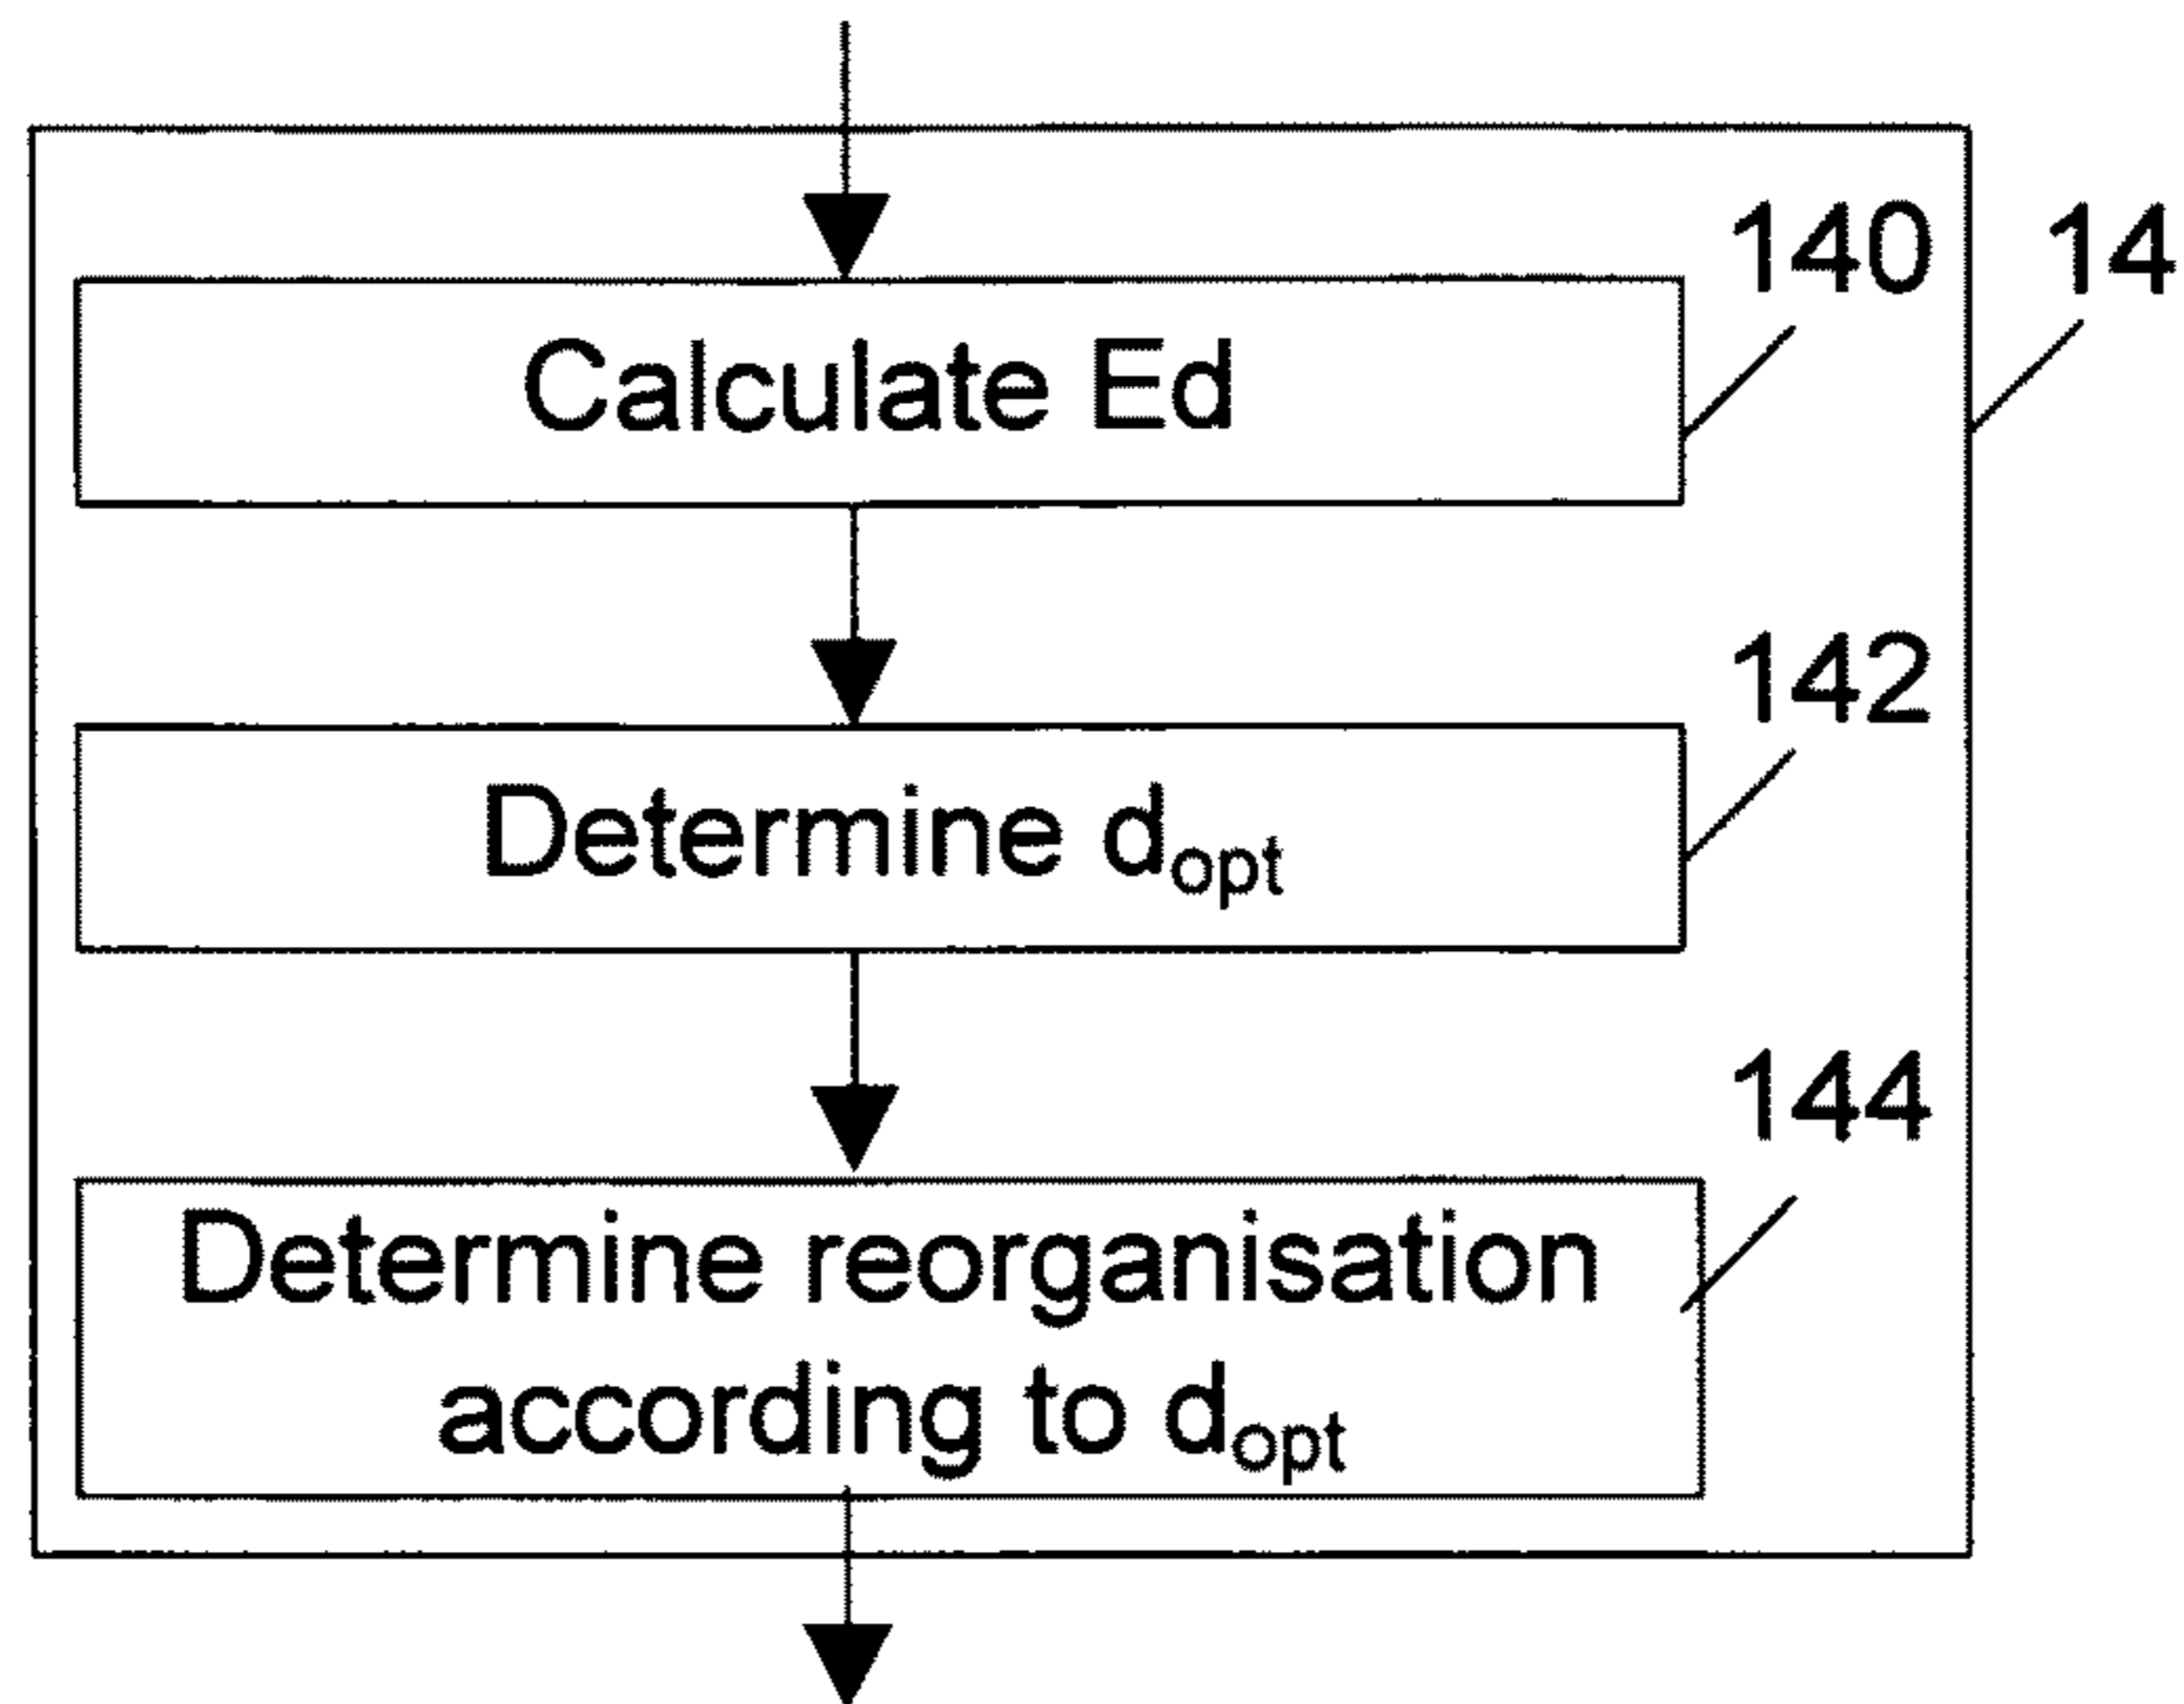 140
14
Calculate Ed
142
Determine dopt
144
Determine reorganisation
according to dopt